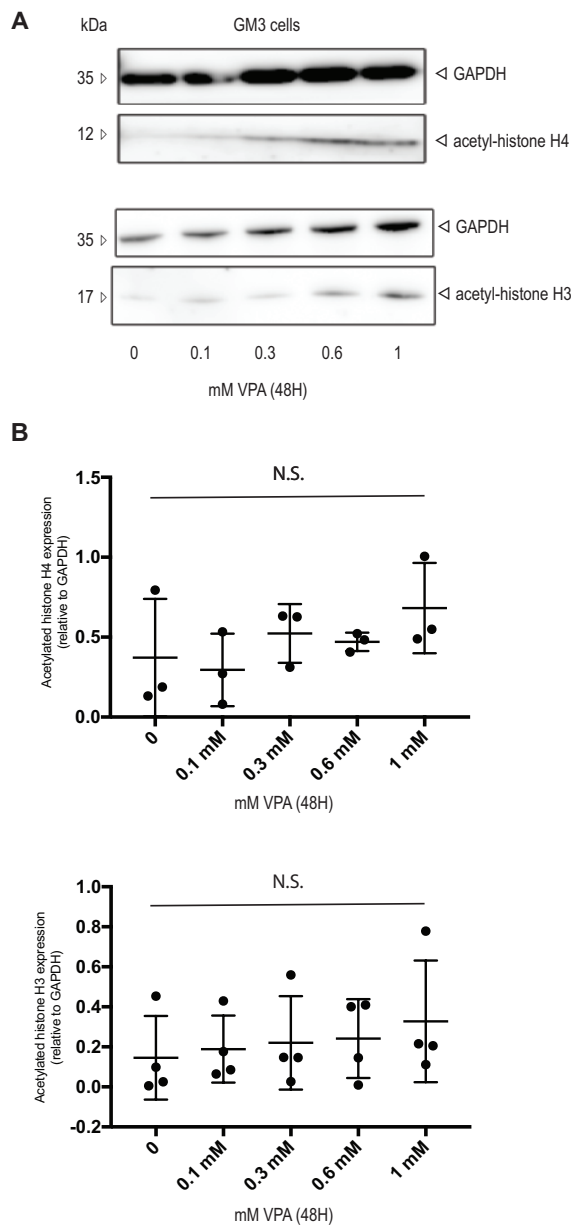 A
kDa GM3 cells
35 ▷ ◁ GAPDH
12 ▷ ◁ acetyl-histone H4
35 ▷ ◁ GAPDH
17 ▷ ◁ acetyl-histone H3
0 0.1 0.3 0.6 1
mM VPA (48H)
B
N.S.
Acetylated histone H4 expression
(relative to GAPDH)
1.5
1.0
0.5
0.0
0 0.1 mM 0.3 mM 0.6 mM 1 mM
mM VPA (48H)
N.S.
Acetylated histone H3 expression
(relative to GAPDH)
1.0
0.8
0.6
0.4
0.2
0.0
-0.2
0 0.1 mM 0.3 mM 0.6 mM 1 mM
mM VPA (48H)